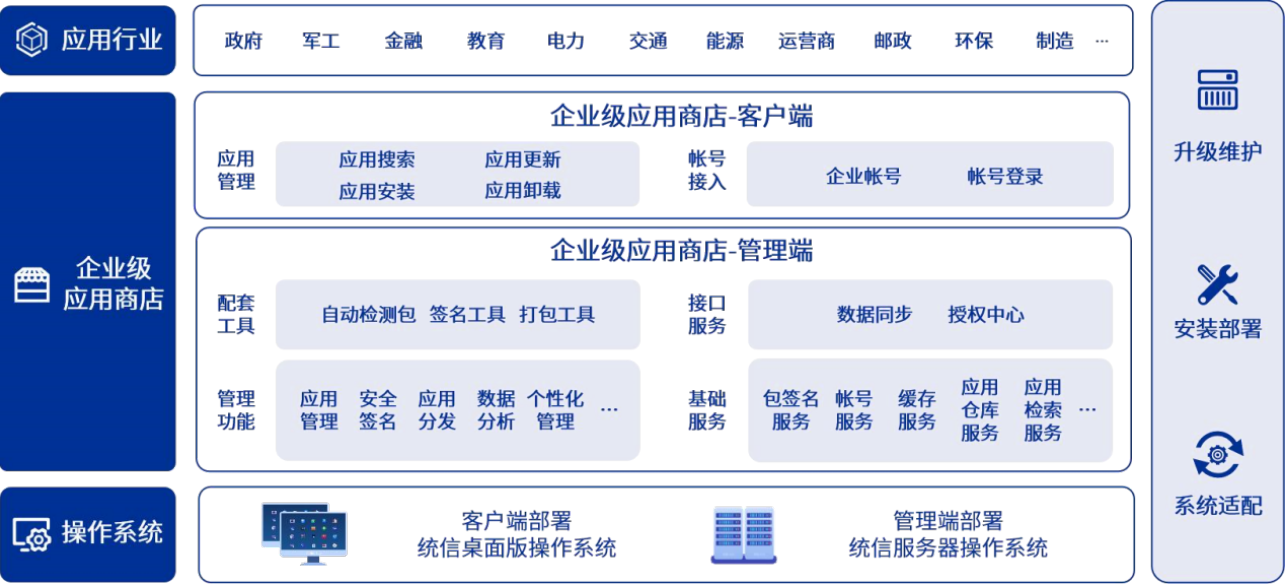 应用行业
政府 军工 金融 教育 电力 交通 能源 运营商 邮政 环保 制造 ...
企业级
应用商店
企业级应用商店-客户端
应用
管理
应用搜索 应用更新
应用安装 应用卸载
帐号
接入
企业帐号 帐号登录
企业级应用商店-管理端
配套
工具
自动检测包 签名工具 打包工具
接口
服务
数据同步 授权中心
管理
功能
应用
管理
安全
签名
应用
分发
数据
分析
个性化
管理
...
基础
服务
包签名
服务
帐号
服务
缓存
服务
应用
仓库
服务
应用
检索
服务
...
操作系统
客户端部署
统信桌面版操作系统
管理端部署
统信服务器操作系统
升级维护
安装部署
系统适配